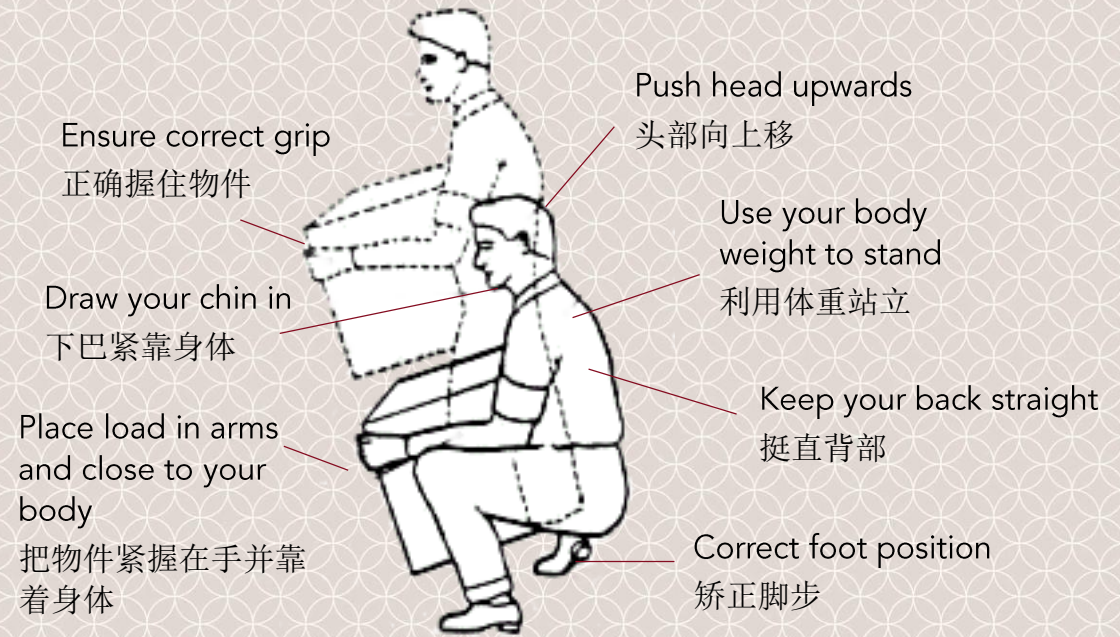 Ensure correct grip
正确握住物件
Draw your chin in
下巴紧靠身体
Place load in arms
and close to your
body
把物件紧握在手并靠
着身体
Push head upwards
头部向上移
Use your body
weight to stand
利用体重站立
Keep your back straight
挺直背部
Correct foot position
矫正脚步